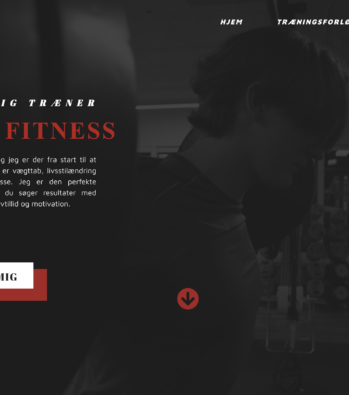 HJEM TRÆNINGSFORLØ
IG TRÆNER
FITNESS
g jeg er der fra start til at
er vægttab, livsstilændring
sse. Jeg er den perfekte
du søger resultater med
vtillid og motivation.
MIG